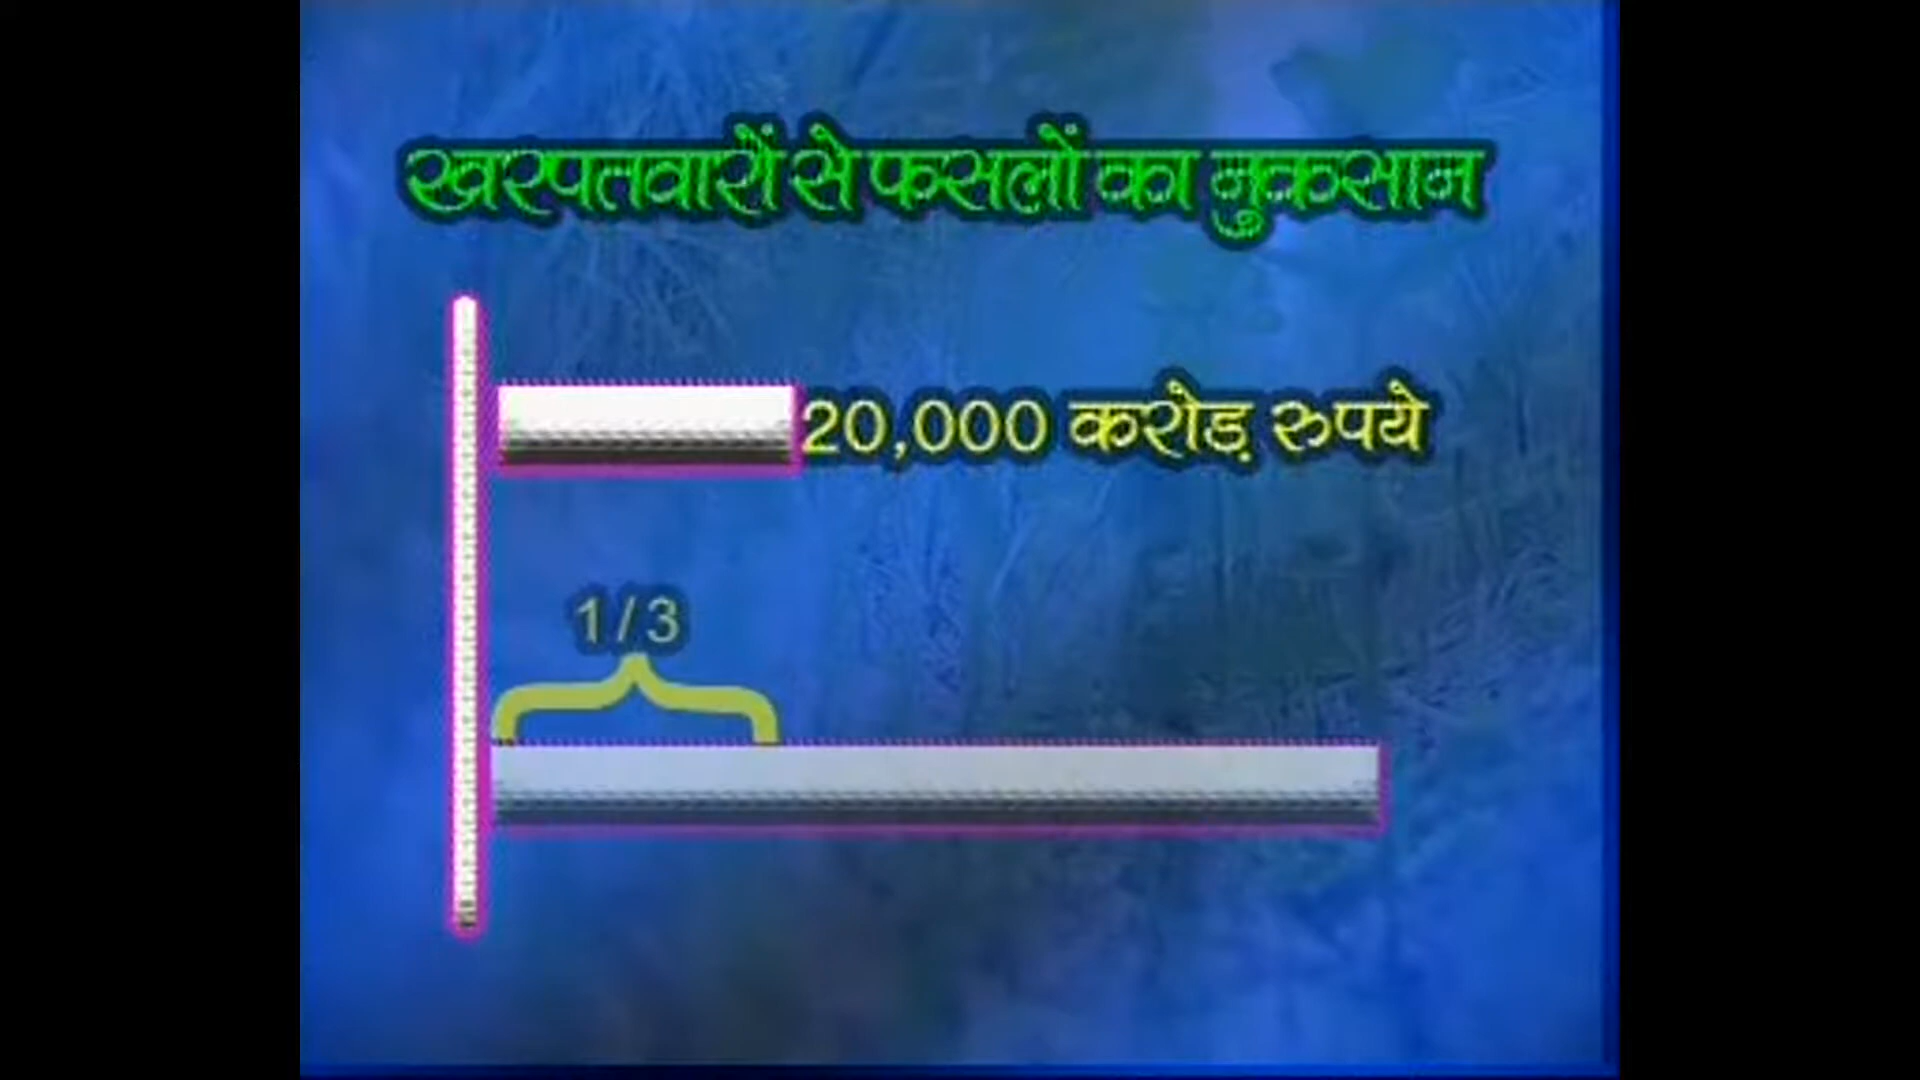 खरपतवारों से फसलों का नुकसान
20,000 करोड़ रुपये
1/3